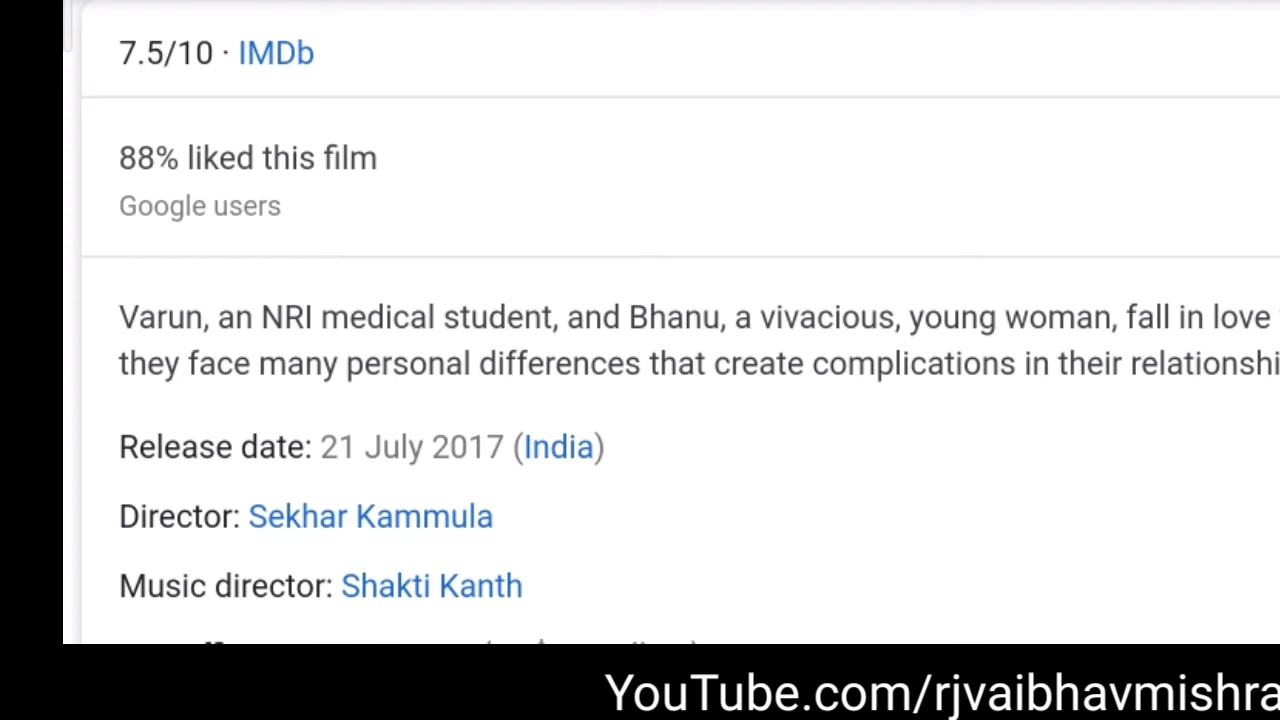 7.5/10 · IMDb
88% liked this film
Google users
Varun, an NRI medical student, and Bhanu, a vivacious, young woman, fall in love
they face many personal differences that create complications in their relationshi
Release date: 21 July 2017 (India)
Director: Sekhar Kammula
Music director: Shakti Kanth
YouTube.com/rjvaibhavmishra